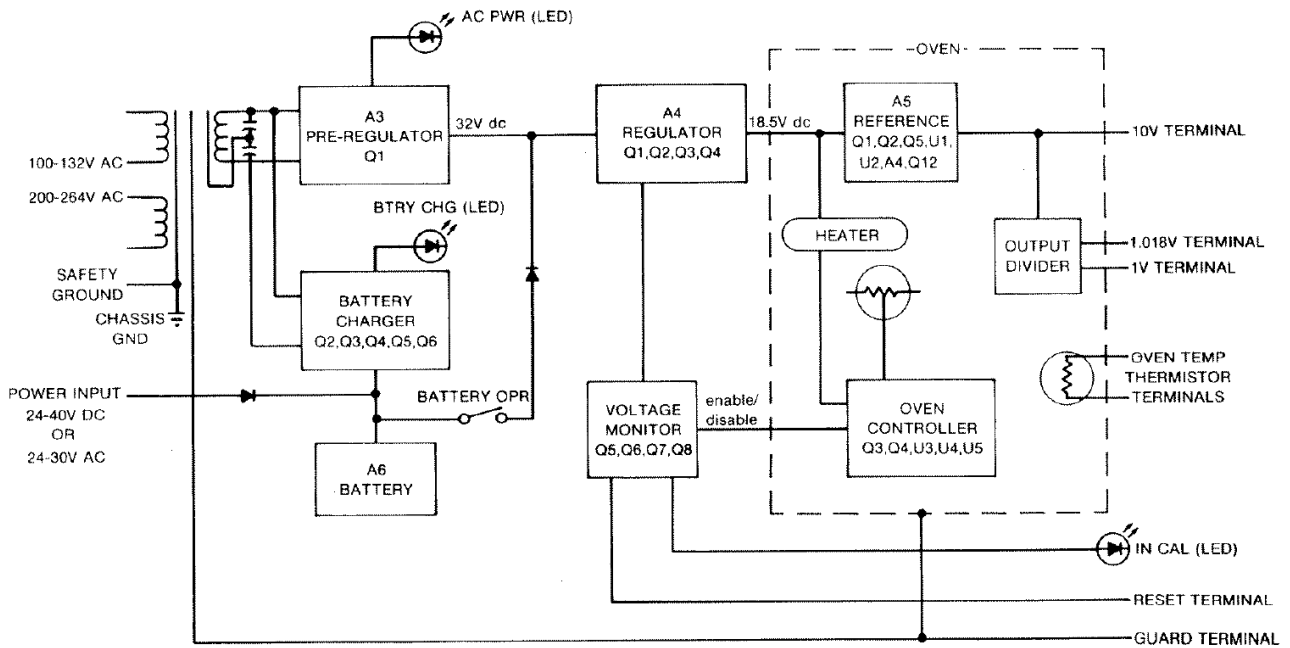 AC PWR (LED)
OVEN
A3
PRE-REGULATOR
Q1
32V dc
A4
REGULATOR
Q1,Q2,Q3,Q4
18.5V dc
A5
REFERENCE
Q1,Q2,Q5,U1,
U2,A4,Q12
10V TERMINAL
100-132V AC
200-264V AC
BTRY CHG (LED)
HEATER
OUTPUT
DIVIDER
1.018V TERMINAL
1V TERMINAL
SAFETY
GROUND
CHASSIS
GND
BATTERY
CHARGER
Q2,Q3,Q4,Q5,Q6
OVEN TEMP
THERMISTOR
TERMINALS
POWER INPUT
24-40V DC
OR
24-30V AC
BATTERY OPR
VOLTAGE
MONITOR
Q5,Q6,Q7,Q8
enable/
disable
OVEN
CONTROLLER
Q3,Q4,U3,U4,U5
A6
BATTERY
IN CAL (LED)
RESET TERMINAL
GUARD TERMINAL